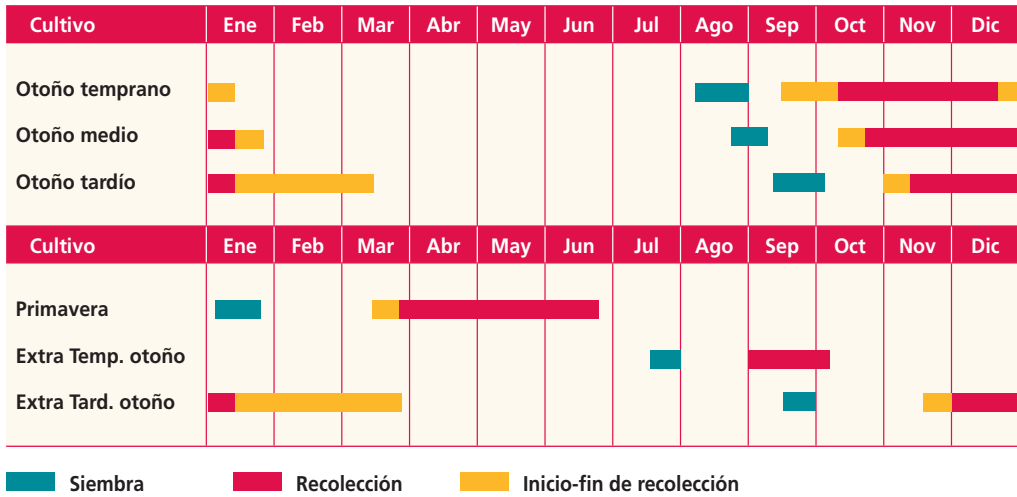 Cultivo Ene Feb Mar Abr May Jun Jul Ago Sep Oct Nov Dic
Otoño temprano
Otoño medio
Otoño tardío
Cultivo Ene Feb Mar Abr May Jun Jul Ago Sep Oct Nov Dic
Primavera
Extra Temp. otoño
Extra Tard. otoño
Siembra Recolección Inicio-fin de recolección